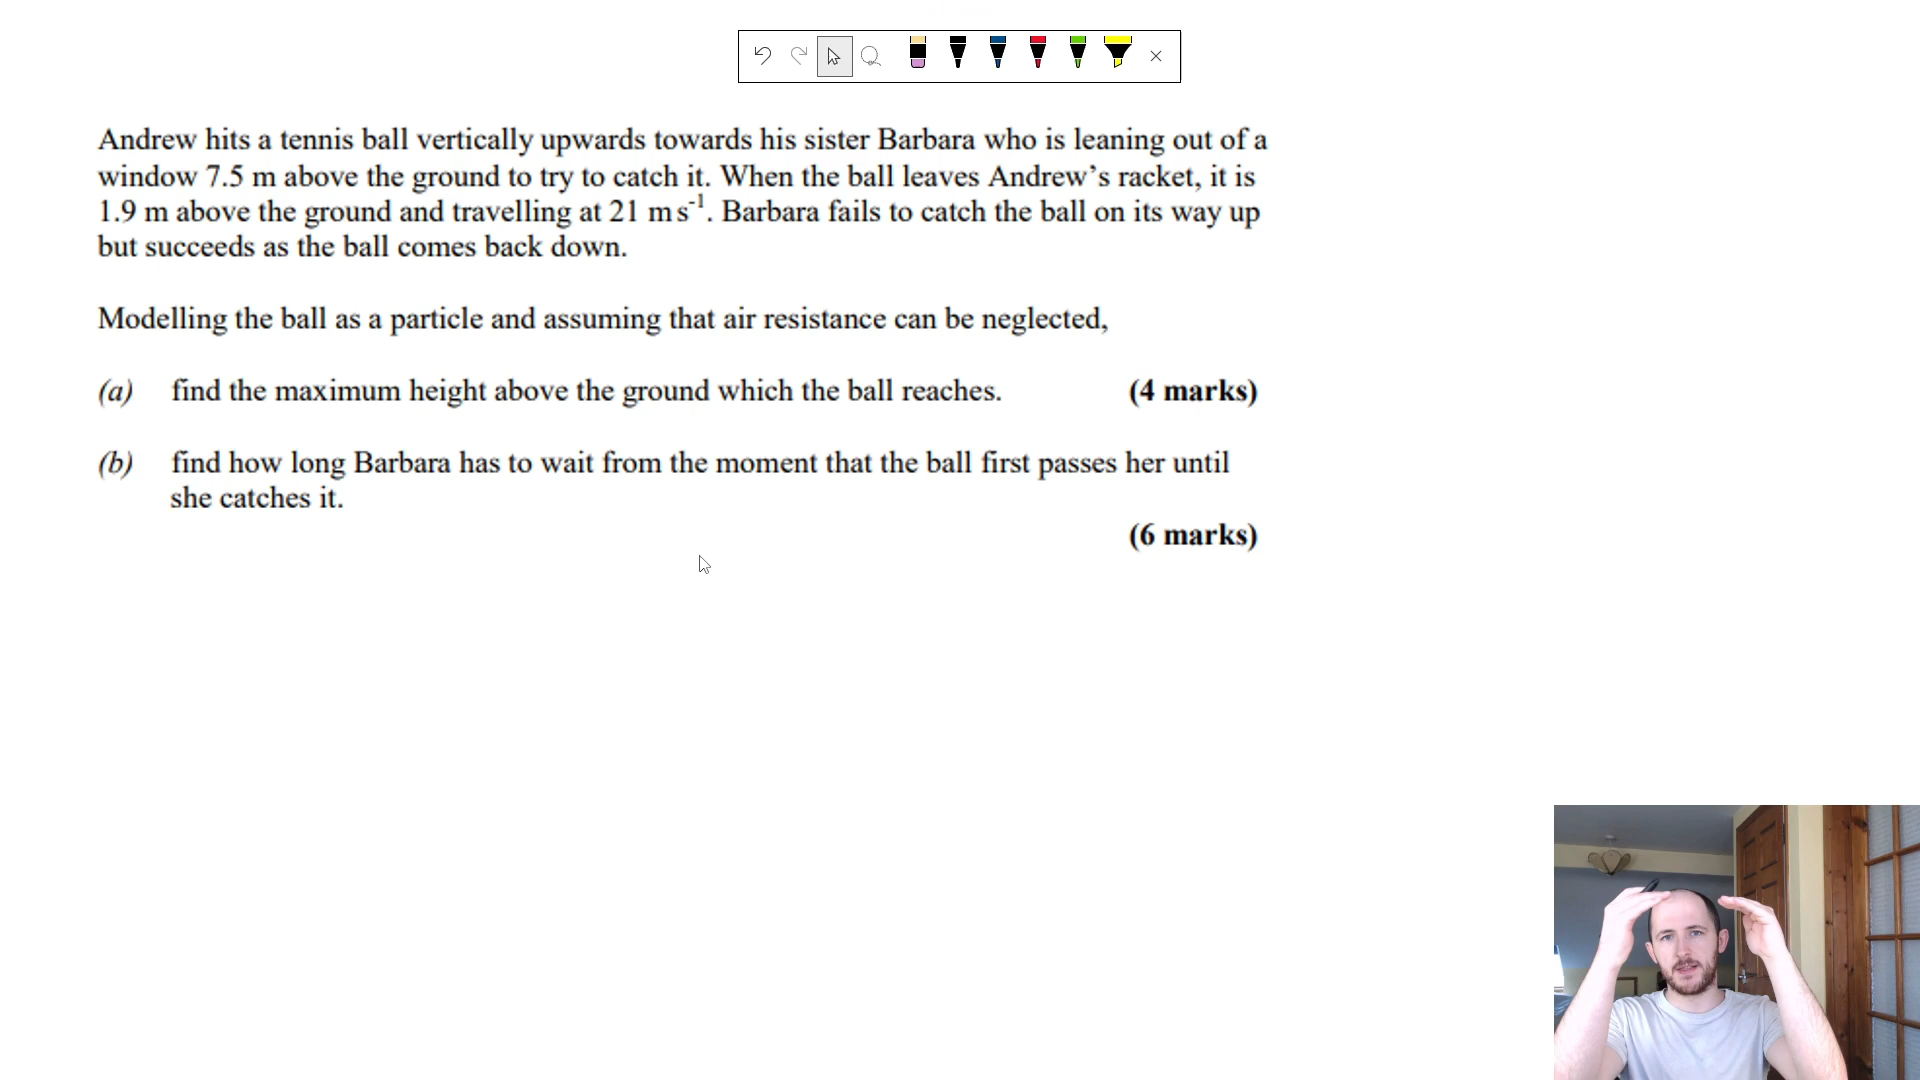 Andrew hits a tennis ball vertically upwards towards his sister Barbara who is leaning out of a
window 7.5 m above the ground to try to catch it. When the ball leaves Andrew’s racket, it is
1.9 m above the ground and travelling at 21 m s⁻¹. Barbara fails to catch the ball on its way up
but succeeds as the ball comes back down.
Modelling the ball as a particle and assuming that air resistance can be neglected,
(a) find the maximum height above the ground which the ball reaches. (4 marks)
(b) find how long Barbara has to wait from the moment that the ball first passes her until
she catches it.
(6 marks)